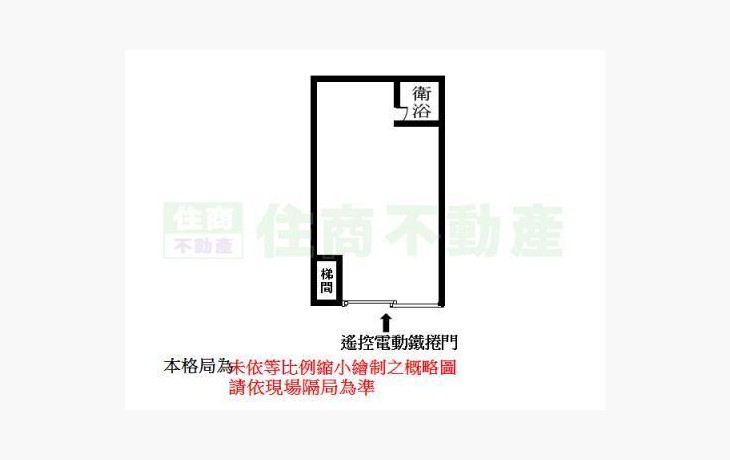 衛
浴
住商
不動產
住商不動產
梯
間
遙控電動鐵捲門
本格局為未依等比例縮小繪制之概略圖
請依現場隔局為準